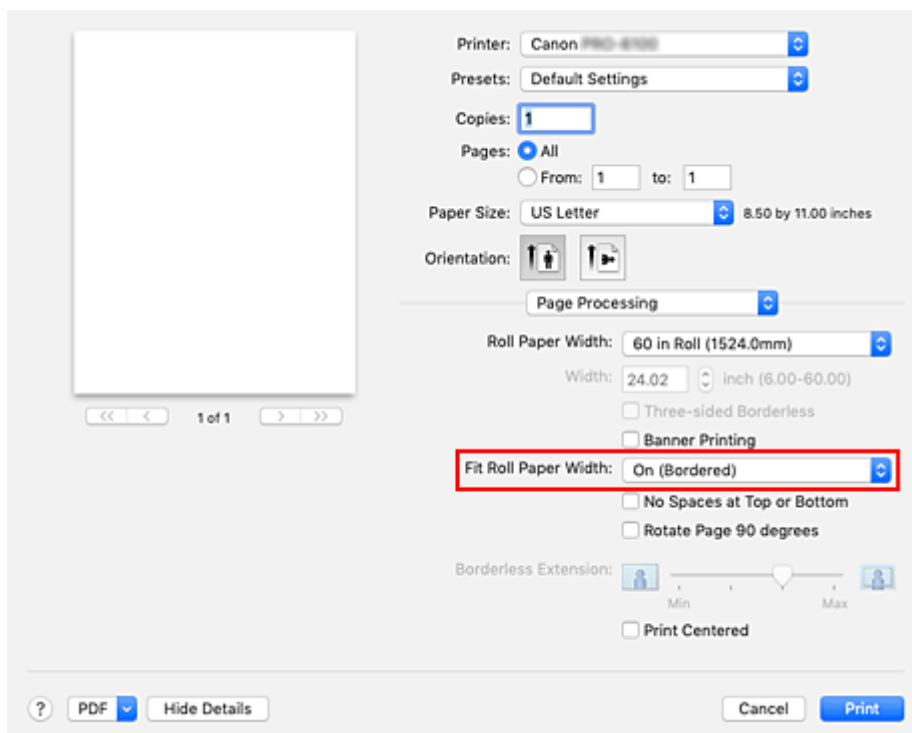 Printer: Canon
Presets: Default Settings
Copies: 1
Pages: All
From: 1 to: 1
Paper Size: US Letter 8.50 by 11.00 inches
Orientation:
Page Processing
Roll Paper Width: 60 in Roll (1524.0mm)
Width: 24.02 inch (6.00-60.00)
Three-sided Borderless
1 of 1
Banner Printing
Fit Roll Paper Width: On (Bordered)
No Spaces at Top or Bottom
Rotate Page 90 degrees
Borderless Extension:
Min Max
Print Centered
? PDF Hide Details Cancel Print